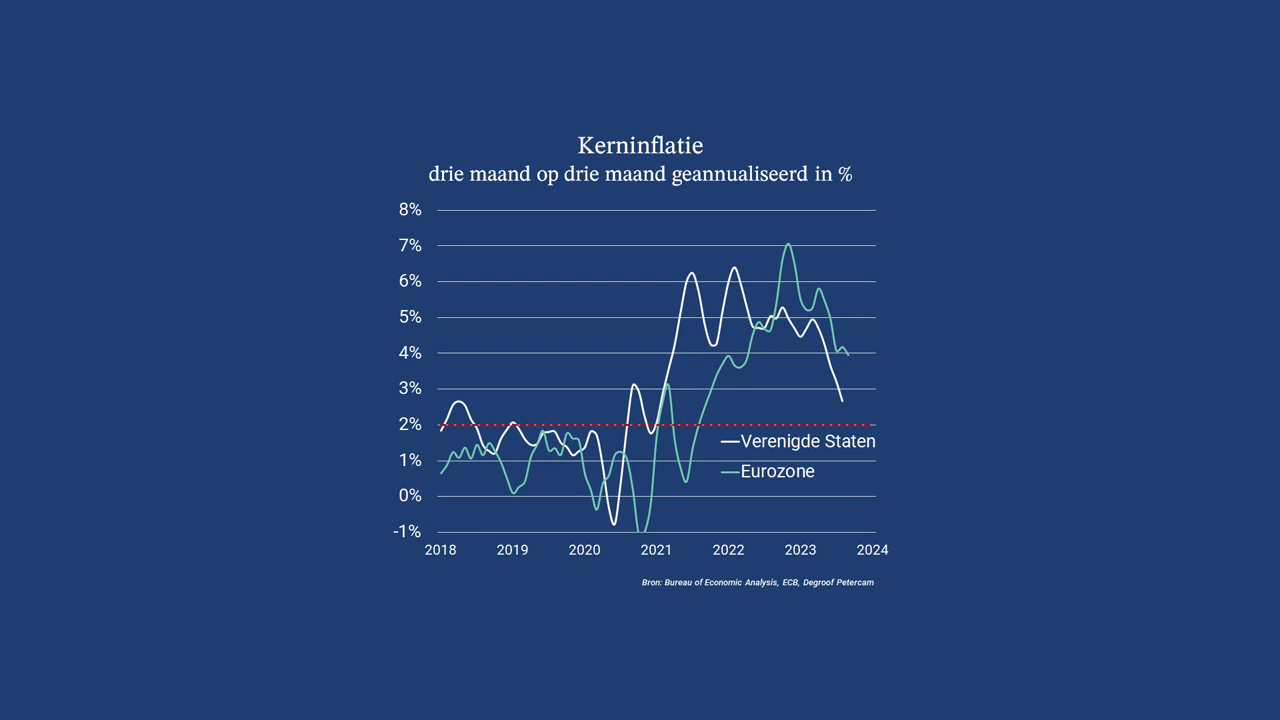 Kerninflatie
drie maand op drie maand geannualiseerd in %
8%
7%
6%
5%
4%
3%
2%
1%
0%
-1%
Verenigde Staten
Eurozone
2018 2019 2020 2021 2022 2023 2024
Bron: Bureau of Economic Analysis, ECB, Degroof Petercam